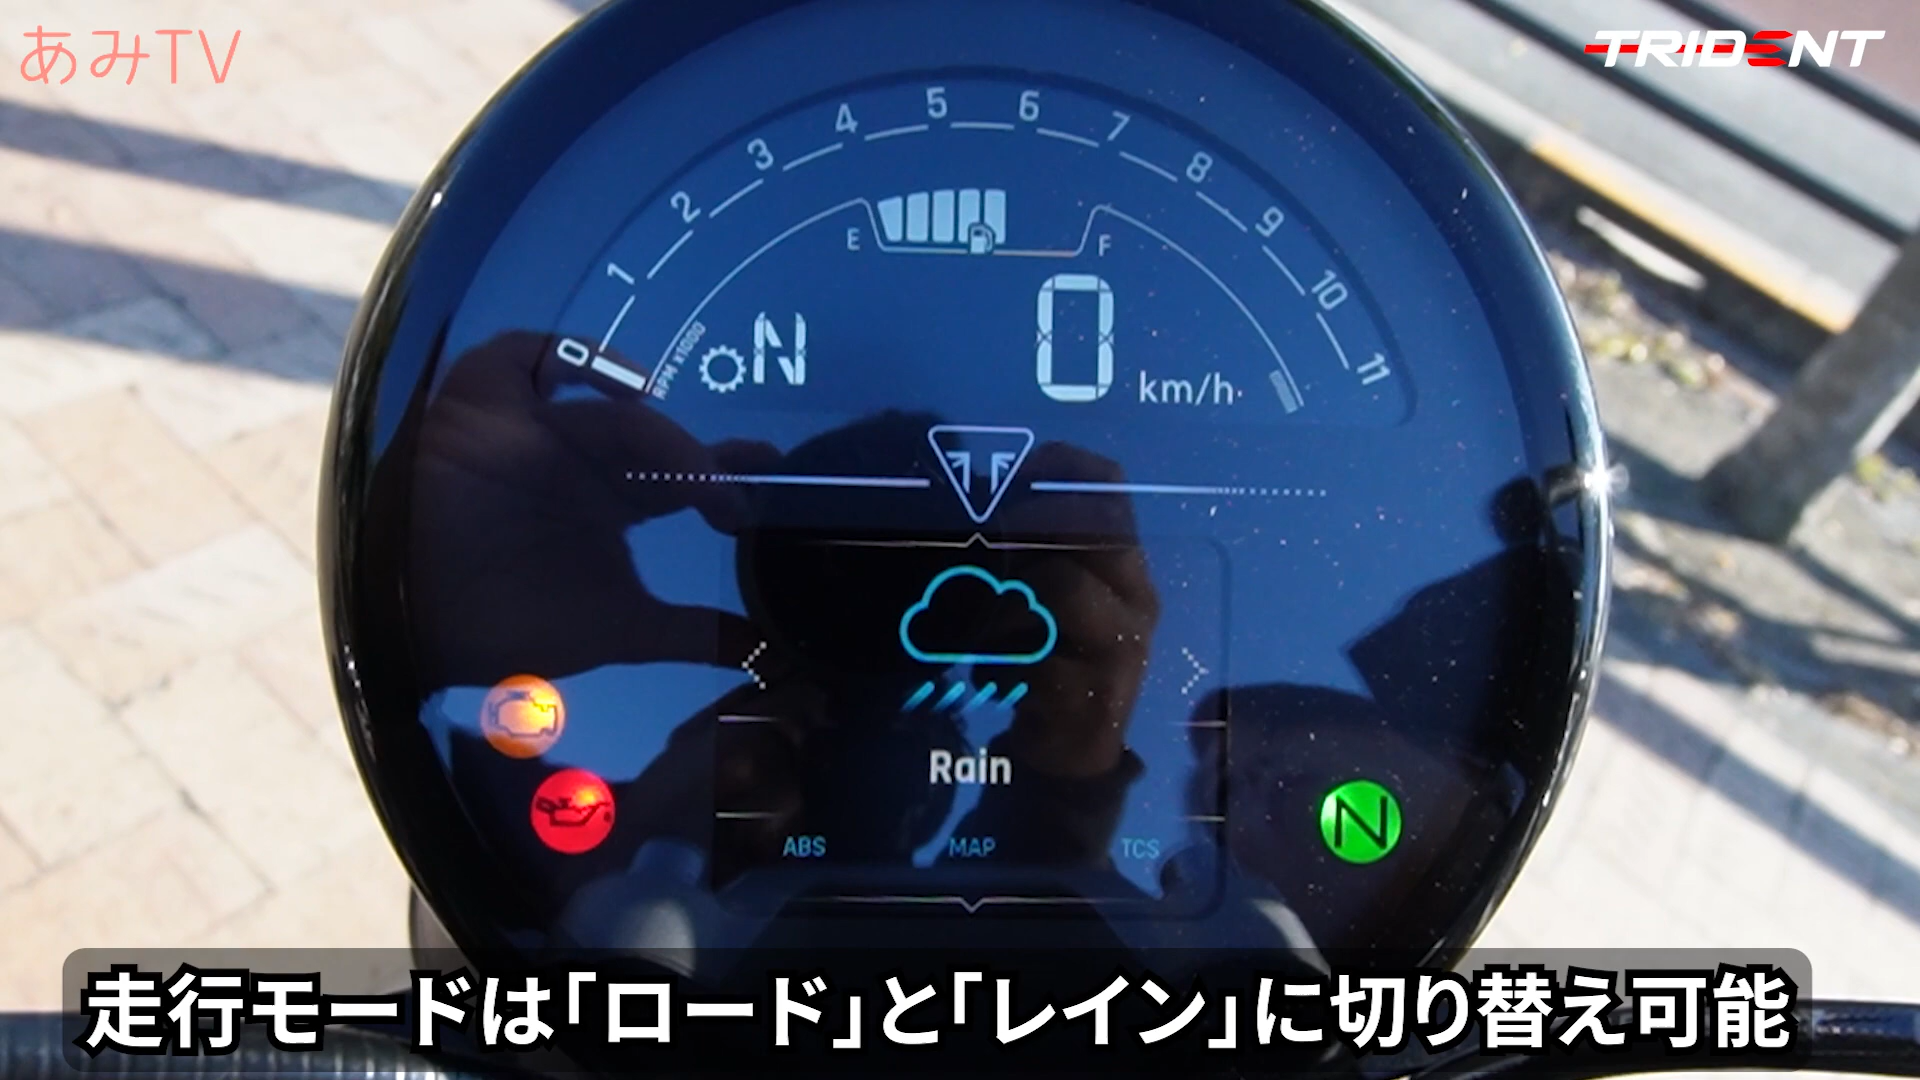 あみTV
TRIDENT
0 1 2 3 4 5 6 7 8 9 10 11
RPM x1000
E F
N
0 km/h
Rain
ABS MAP TCS
N
走行モードは「ロード」と「レイン」に切り替え可能